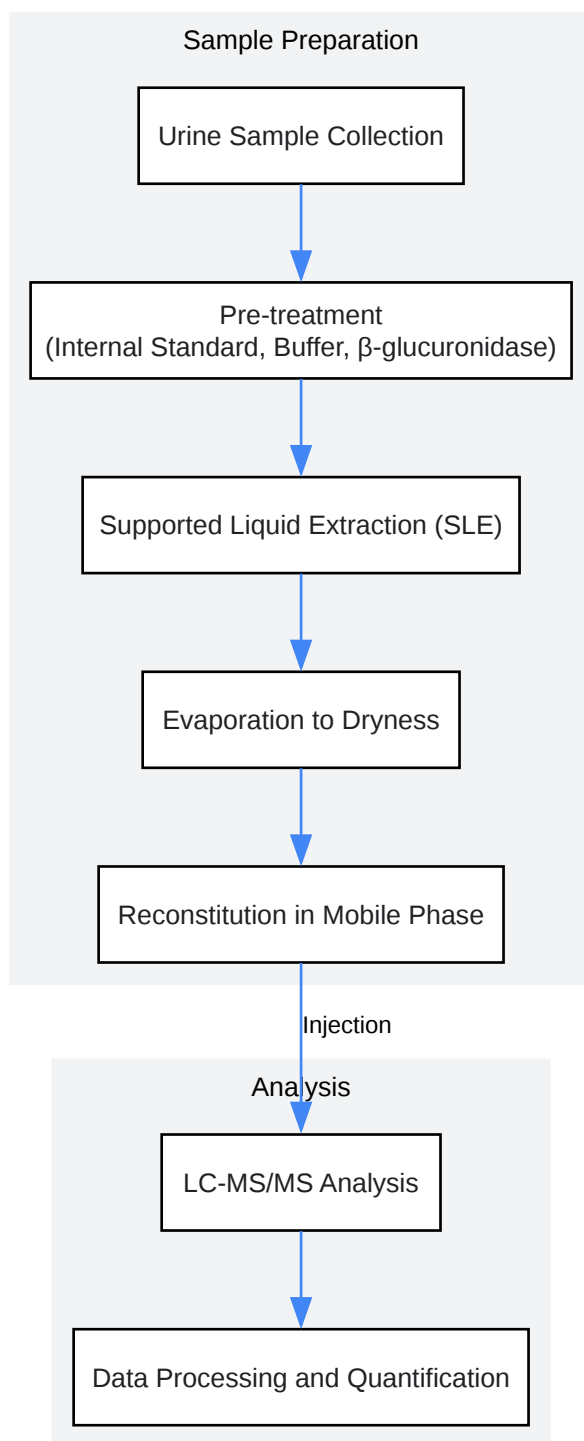 Sample Preparation
Urine Sample Collection
Pre-treatment
(Internal Standard, Buffer, β-glucuronidase)
Supported Liquid Extraction (SLE)
Evaporation to Dryness
Reconstitution in Mobile Phase
Injection
Analysis
LC-MS/MS Analysis
Data Processing and Quantification